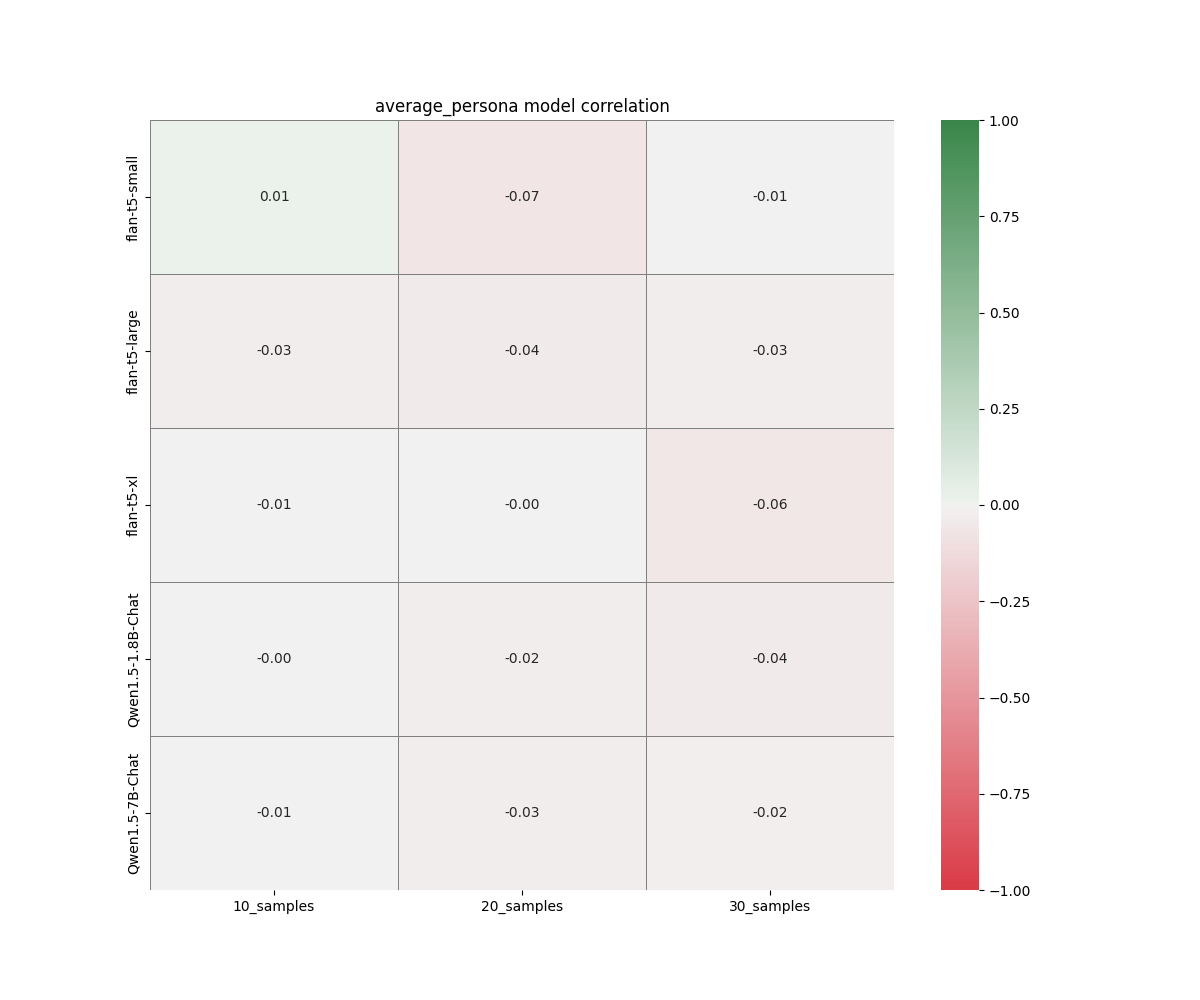 average_persona model correlation
flan-t5-small
0.01
-0.07
-0.01
flan-t5-large
-0.03
-0.04
-0.03
flan-t5-xl
-0.01
-0.00
-0.06
Qwen1.5-1.8B-Chat
-0.00
-0.02
-0.04
Qwen1.5-7B-Chat
-0.01
-0.03
-0.02
10_samples
20_samples
30_samples
1.00
0.75
0.50
0.25
0.00
−0.25
−0.50
−0.75
−1.00